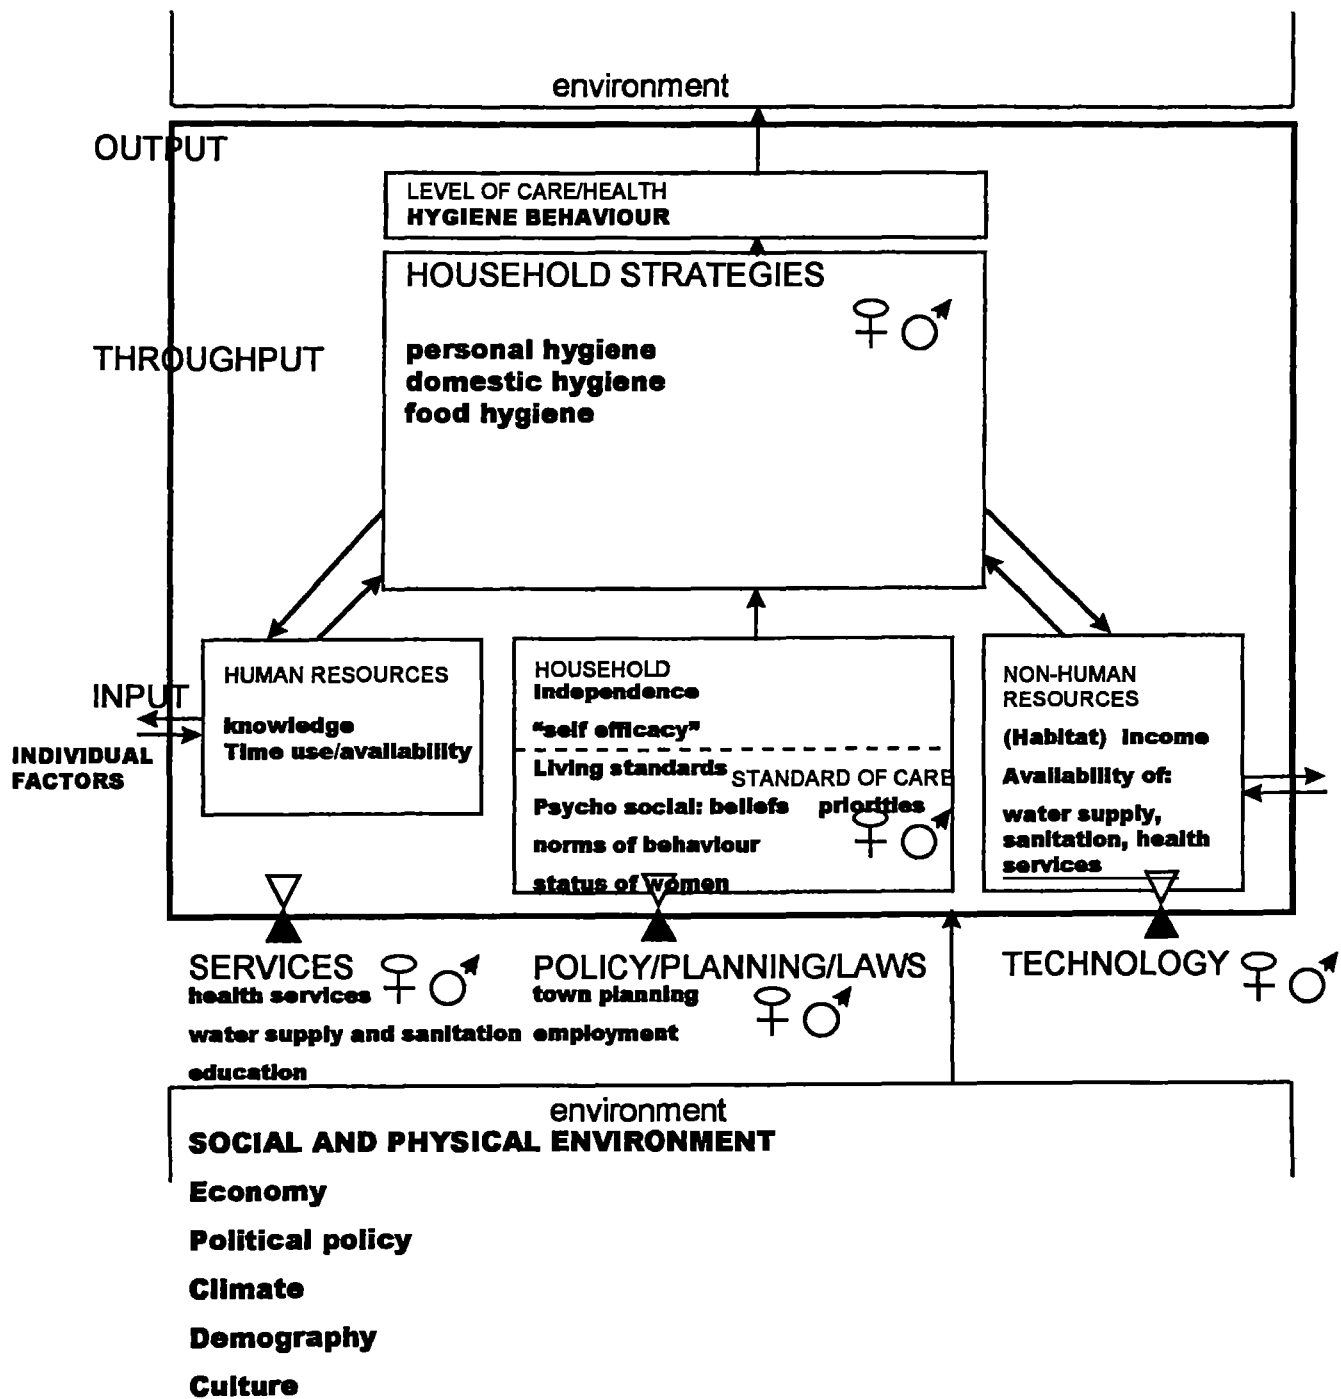 environment
OUTPUT
LEVEL OF CARE/HEALTH
HYGIENE BEHAVIOUR
HOUSEHOLD STRATEGIES
THROUGHPUT
personal hygiene
domestic hygiene
food hygiene
INPUT
INDIVIDUAL
FACTORS
HUMAN RESOURCES
knowledge
Time use/availability
HOUSEHOLD
Independence
"self efficacy"
Living standards
STANDARD OF CARE
Psycho social: beliefs priorities
norms of behaviour
status of women
NON-HUMAN
RESOURCES
(Habitat) Income
Availability of:
water supply,
sanitation, health
services
SERVICES
health services
water supply and sanitation
education
POLICY/PLANNING/LAWS
town planning
employment
TECHNOLOGY
environment
SOCIAL AND PHYSICAL ENVIRONMENT
Economy
Political policy
Climate
Demography
Culture